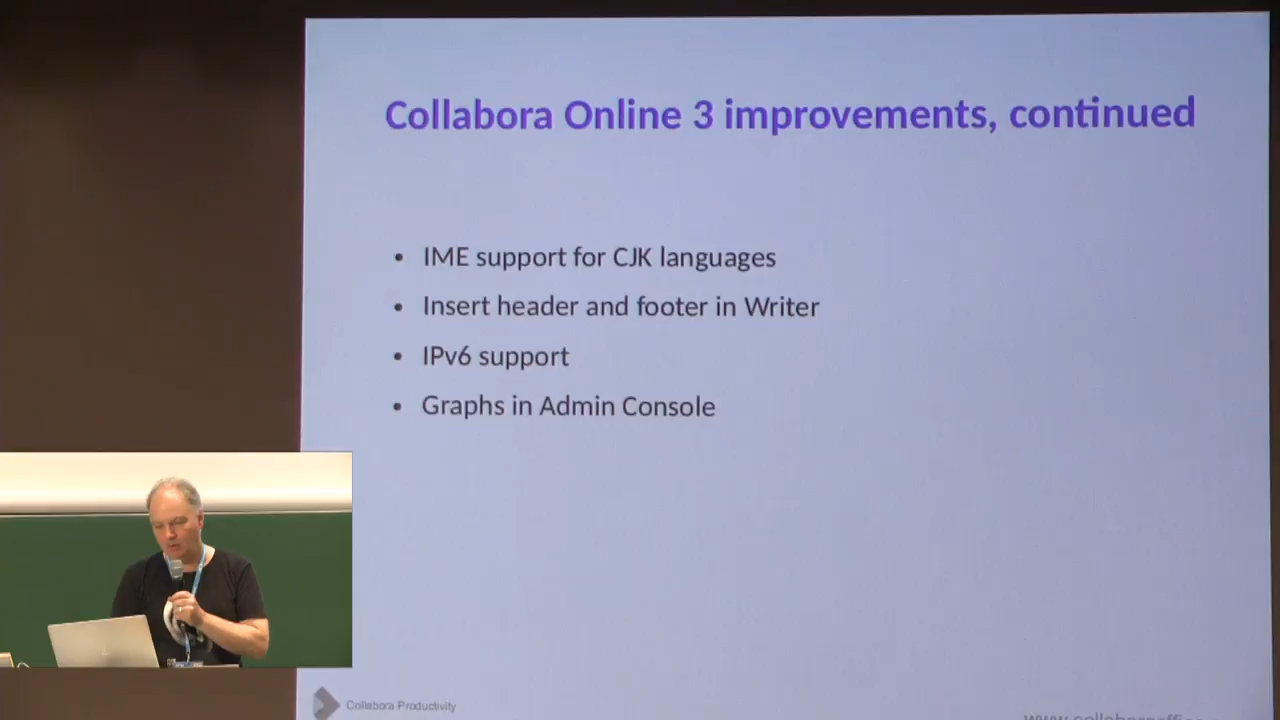 Collabora Online 3 improvements, continued
• IME support for CJK languages
• Insert header and footer in Writer
• IPv6 support
• Graphs in Admin Console
Collabora Productivity